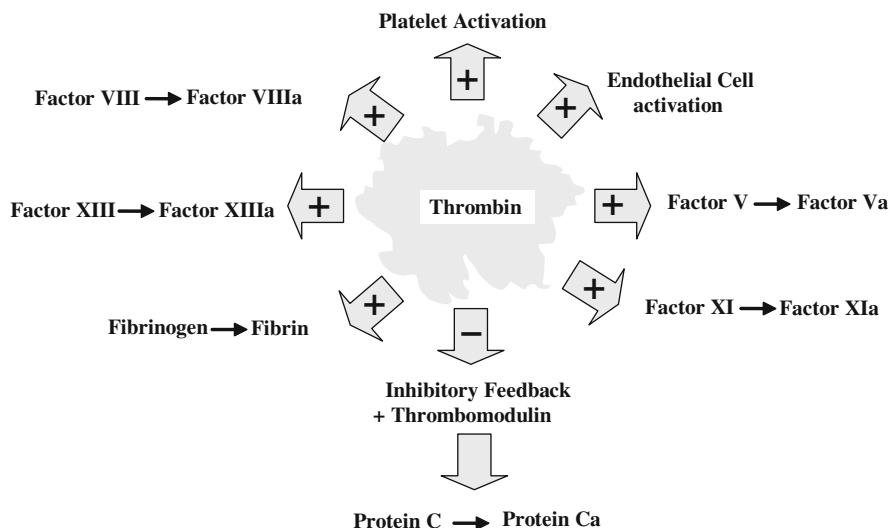 Platelet Activation
+
Factor VIII → Factor VIIIa
+
+
Endothelial Cell
activation
Factor XIII → Factor XIIIa
+
Thrombin
+
Factor V → Factor Va
Fibrinogen → Fibrin
+
−
+
Factor XI → Factor XIa
Inhibitory Feedback
+ Thrombomodulin
Protein C → Protein Ca